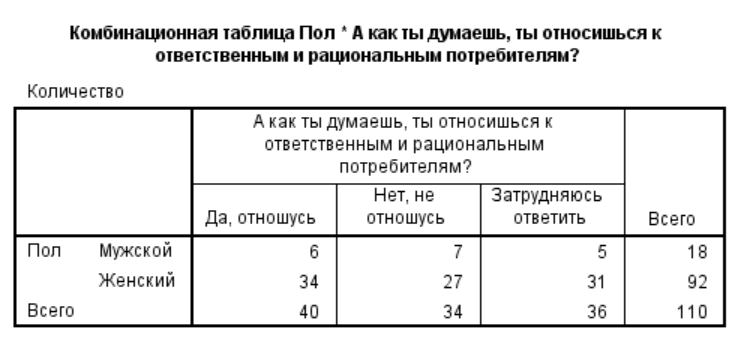 Комбинационная таблица Пол * А как ты думаешь, ты относишься к
ответственным и рациональным потребителям?
Количество
А как ты думаешь, ты относишься к
ответственным и рациональным
потребителям?
Да, отношусь
Нет, не
отношусь
Затрудняюсь
ответить
Всего
Пол Мужской 6 7 5 18
Женский 34 27 31 92
Всего 40 34 36 110